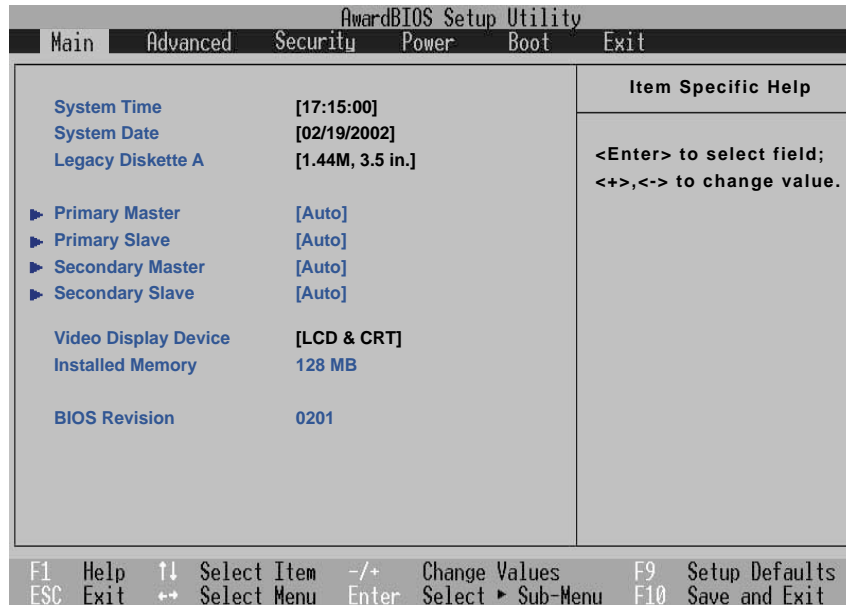 AwardBIOS Setup Utility
Main Advanced Security Power Boot Exit
System Time [17:15:00]
System Date [02/19/2002]
Legacy Diskette A [1.44M, 3.5 in.]
Primary Master [Auto]
Primary Slave [Auto]
Secondary Master [Auto]
Secondary Slave [Auto]
Video Display Device [LCD & CRT]
Installed Memory 128 MB
BIOS Revision 0201
Item Specific Help
<Enter> to select field;
<+>,<-> to change value.
F1 Help ↑↓ Select Item -/+ Change Values F9 Setup Defaults
ESC Exit ←→ Select Menu Enter Select ► Sub-Menu F10 Save and Exit